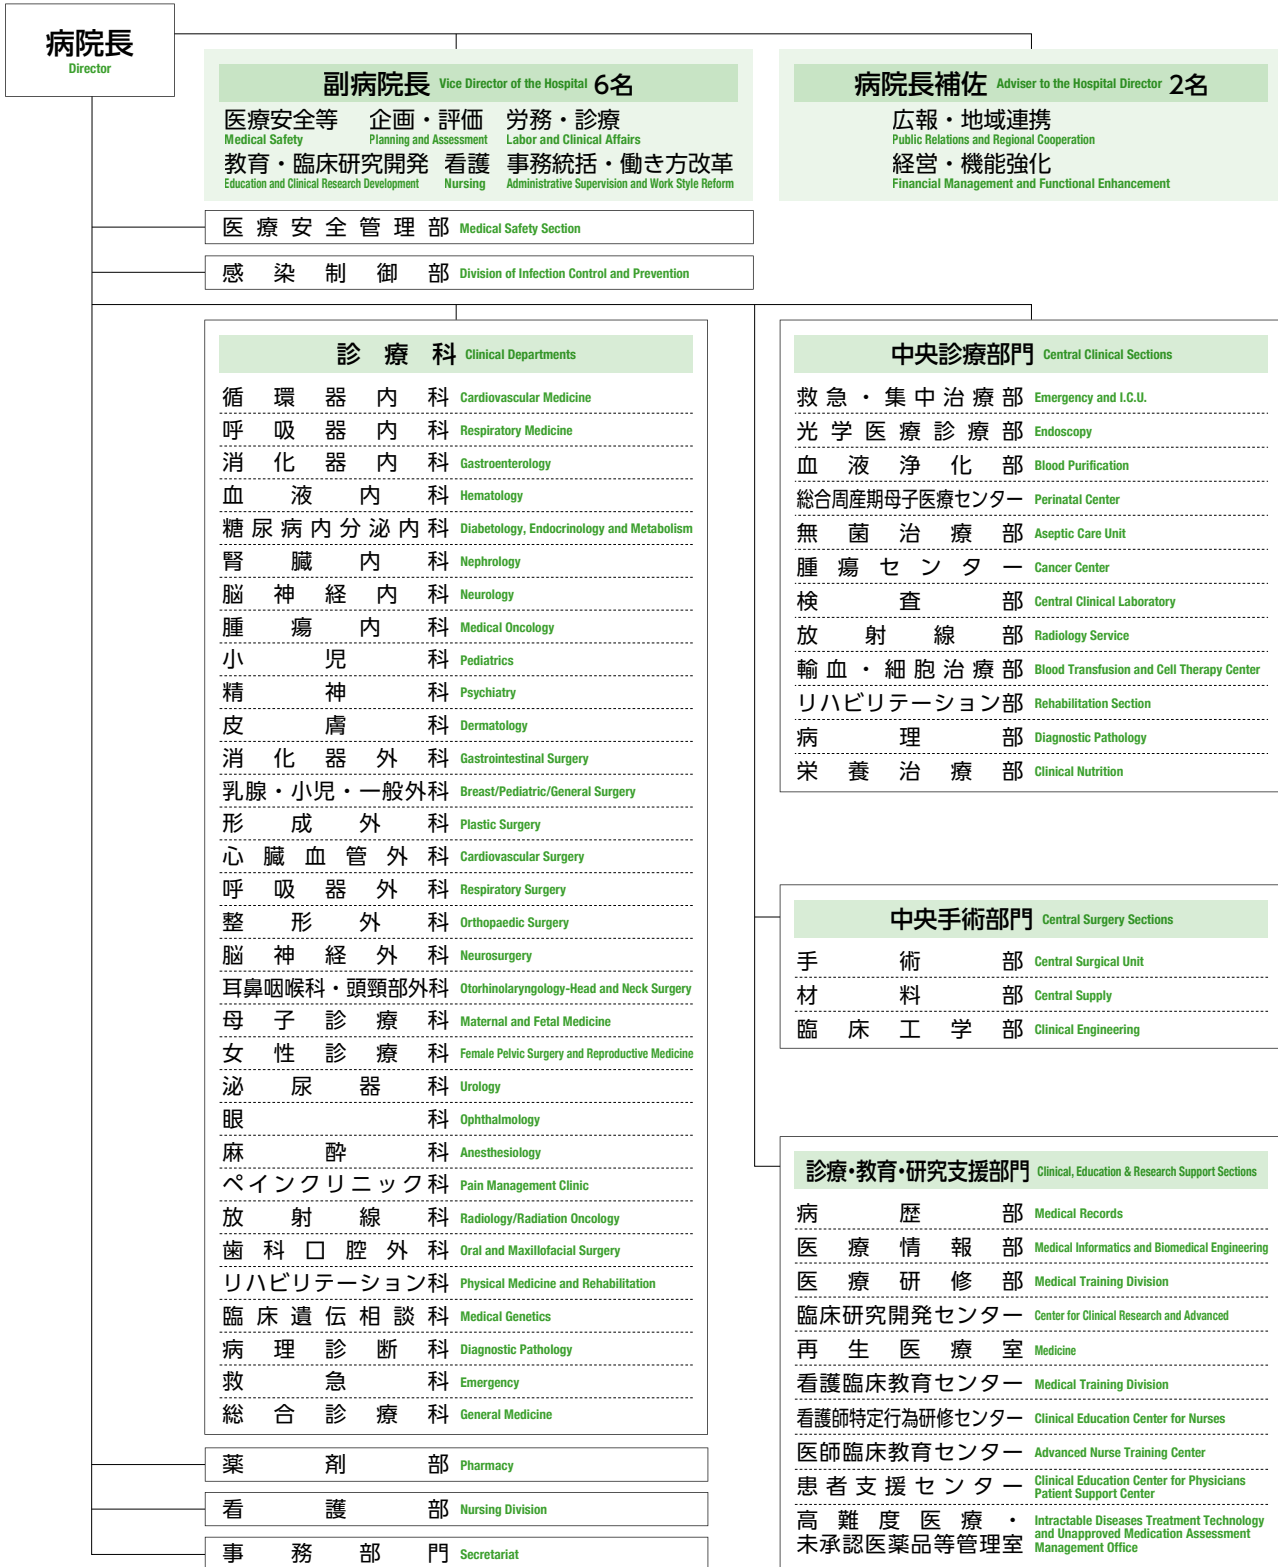 病院長
Director
副病院長 Vice Director of the Hospital 6名
医療安全等 企画・評価 労務・診療
Medical Safety Planning and Assessment Labor and Clinical Affairs
教育・臨床研究開発 看護 事務統括・働き方改革
Education and Clinical Research Development Nursing Administrative Supervision and Work Style Reform
病院長補佐 Adviser to the Hospital Director 2名
広報・地域連携
Public Relations and Regional Cooperation
経営・機能強化
Financial Management and Functional Enhancement
医療安全管理部 Medical Safety Section
感染制御部 Division of Infection Control and Prevention
診療科 Clinical Departments
循環器内科 Cardiovascular Medicine
呼吸器内科 Respiratory Medicine
消化器内科 Gastroenterology
血液内科 Hematology
糖尿病内分泌内科 Diabetology, Endocrinology and Metabolism
腎臓内科 Nephrology
脳神経内科 Neurology
腫瘍内科 Medical Oncology
小児科 Pediatrics
精神科 Psychiatry
皮膚科 Dermatology
消化器外科 Gastrointestinal Surgery
乳腺・小児・一般外科 Breast/Pediatric/General Surgery
形成外科 Plastic Surgery
心臓血管外科 Cardiovascular Surgery
呼吸器外科 Respiratory Surgery
整形外科 Orthopaedic Surgery
脳神経外科 Neurosurgery
耳鼻咽喉科・頭頸部外科 Otorhinolaryngology-Head and Neck Surgery
母子診療科 Maternal and Fetal Medicine
女性診療科 Female Pelvic Surgery and Reproductive Medicine
泌尿器科 Urology
眼科 Ophthalmology
麻酔科 Anesthesiology
ペインクリニック科 Pain Management Clinic
放射線科 Radiology/Radiation Oncology
歯科口腔外科 Oral and Maxillofacial Surgery
リハビリテーション科 Physical Medicine and Rehabilitation
臨床遺伝相談科 Medical Genetics
病理診断科 Diagnostic Pathology
救急科 Emergency
総合診療科 General Medicine
薬剤部 Pharmacy
看護部 Nursing Division
事務部門 Secretariat
中央診療部門 Central Clinical Sections
救急・集中治療部 Emergency and I.C.U.
光学医療診療部 Endoscopy
血液浄化部 Blood Purification
総合周産期母子医療センター Perinatal Center
無菌治療部 Aseptic Care Unit
腫瘍センター Cancer Center
検査部 Central Clinical Laboratory
放射線部 Radiology Service
輸血・細胞治療部 Blood Transfusion and Cell Therapy Center
リハビリテーション部 Rehabilitation Section
病理部 Diagnostic Pathology
栄養治療部 Clinical Nutrition
中央手術部門 Central Surgery Sections
手術部 Central Surgical Unit
材料部 Central Supply
臨床工学部 Clinical Engineering
診療・教育・研究支援部門 Clinical, Education & Research Support Sections
病歴部 Medical Records
医療情報部 Medical Informatics and Biomedical Engineering
医療研修部 Medical Training Division
臨床研究開発センター Center for Clinical Research and Advanced
再生医療室 Medicine
看護臨床教育センター Medical Training Division
看護師特定行為研修センター Clinical Education Center for Nurses
医師臨床教育センター Advanced Nurse Training Center
患者支援センター Clinical Education Center for Physicians
Patient Support Center
高難度医療・ Intractable Diseases Treatment Technology
and Unapproved Medication Assessment
未承認医薬品等管理室 Management Office